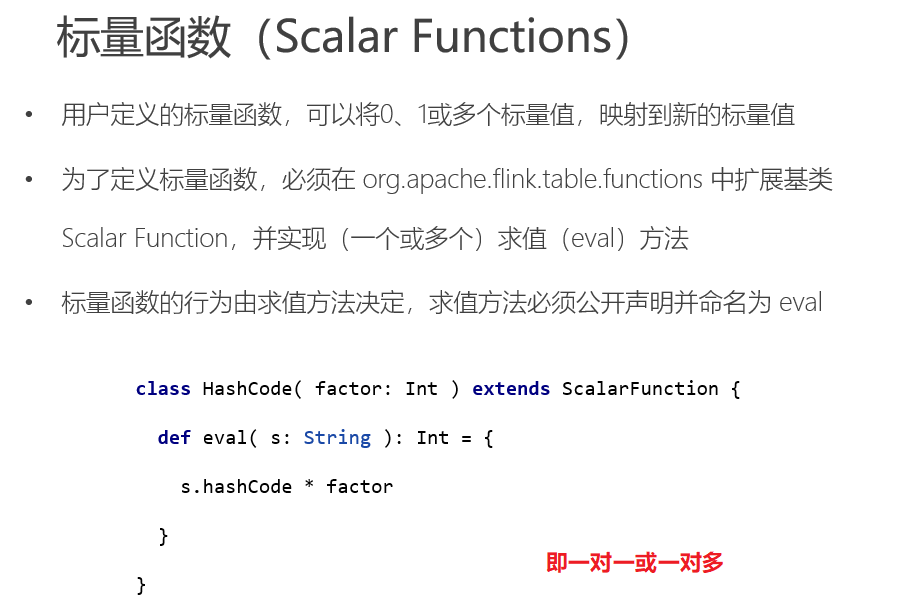 标量函数（Scalar Functions）
• 用户定义的标量函数，可以将0、1或多个标量值，映射到新的标量值
• 为了定义标量函数，必须在 org.apache.flink.table.functions 中扩展基类
Scalar Function，并实现（一个或多个）求值（eval）方法
• 标量函数的行为由求值方法决定，求值方法必须公开声明并命名为 eval
class HashCode( factor: Int ) extends ScalarFunction {
def eval( s: String ): Int = {
s.hashCode * factor
}
即一对一或一对多
}